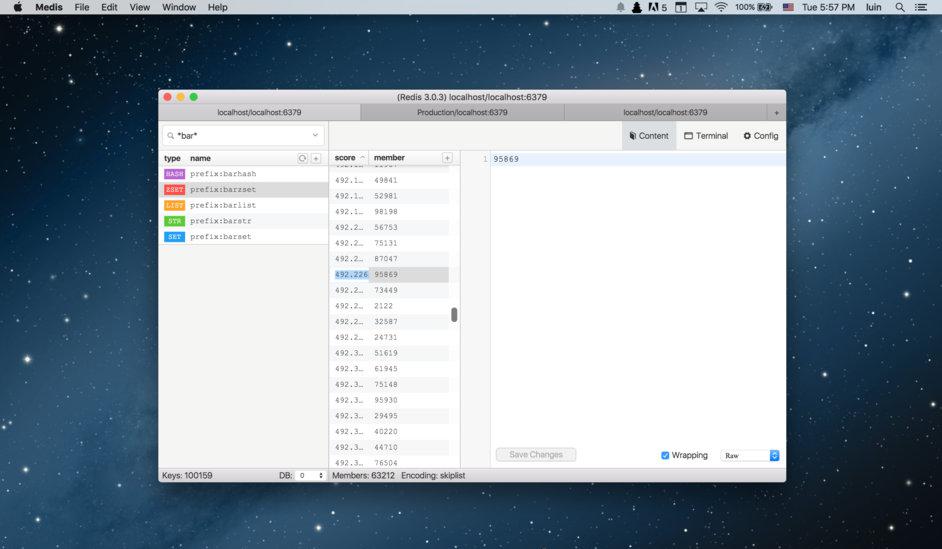 Medis File Edit View Window Help 5 1 100% Tue 5:57 PM luin
(Redis 3.0.3) localhost/localhost:6379
localhost/localhost:6379 Production/localhost:6379 localhost/localhost:6379 +
*bar* Content Terminal Config
type name + score member + 1 95869
HASH prefix:barhash
ZSET prefix:barzset
LIST prefix:barlist
STR prefix:barstr
SET prefix:barset
492.1… 49841
492.1… 52981
492.1… 98198
492.2… 56753
492.2… 75131
492.2… 87047
492.226 95869
492.2… 73449
492.2… 2122
492.2… 32587
492.2… 24731
492.3… 51619
492.3… 61945
492.3… 75148
492.3… 95930
492.3… 29495
492.3… 40220
492.3… 44710
492.3… 76504
Save Changes Wrapping Raw
Keys: 100159 DB: 0 Members: 63212 Encoding: skiplist